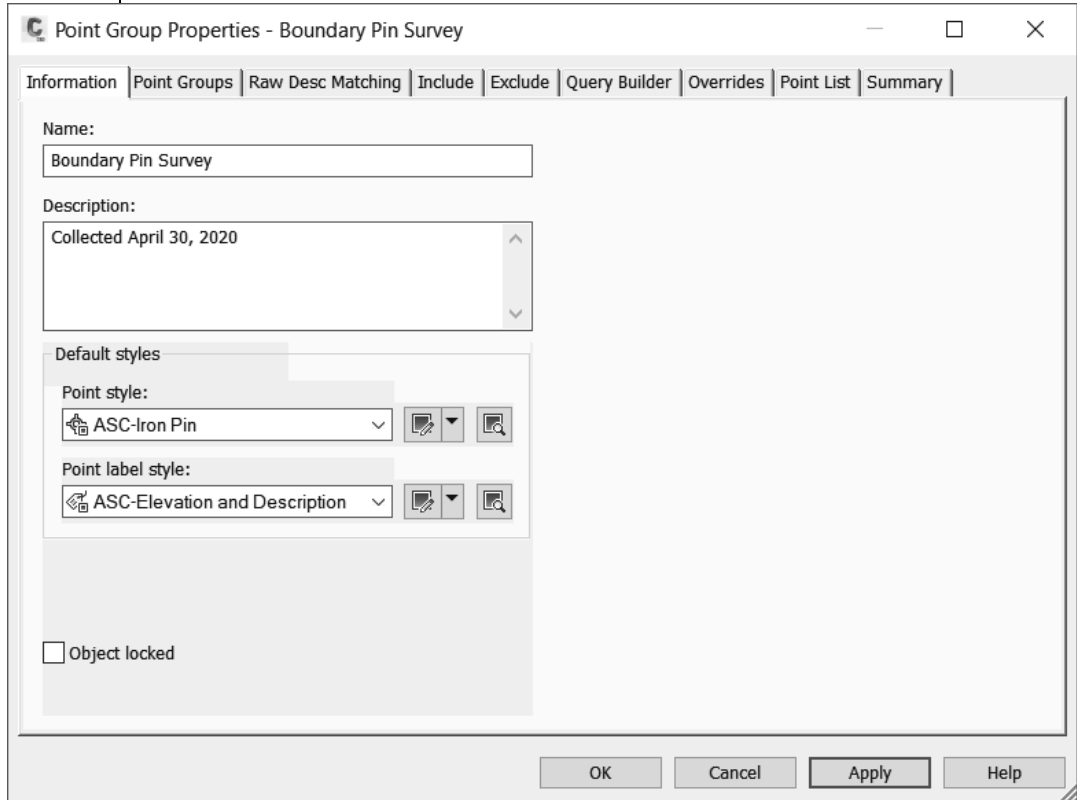 Point Group Properties - Boundary Pin Survey
Information Point Groups Raw Desc Matching Include Exclude Query Builder Overrides Point List Summary
Name:
Boundary Pin Survey
Description:
Collected April 30, 2020
Default styles
Point style:
ASC-Iron Pin
Point label style:
ASC-Elevation and Description
Object locked
OK Cancel Apply Help